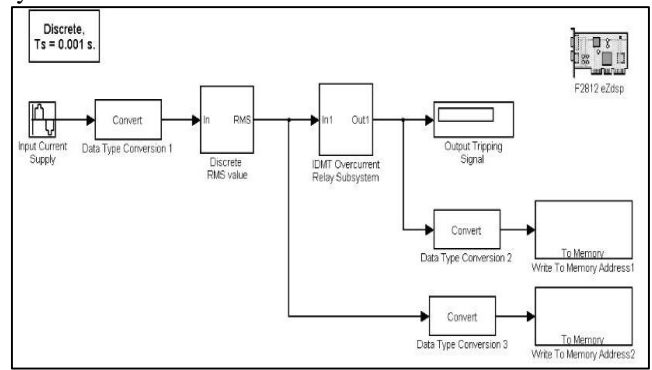 Discrete,
Ts = 0.001 s.
F2812 eZdsp
Convert
In
RMS
In1
Out1
Input Current
Supply
Data Type Conversion 1
Discrete
RMS value
IDMT Overcurrent
Relay Subsystem
Output Tripping
Signal
Convert
Data Type Conversion 2
To Memory
Write To Memory Address1
Convert
Data Type Conversion 3
To Memory
Write To Memory Address2